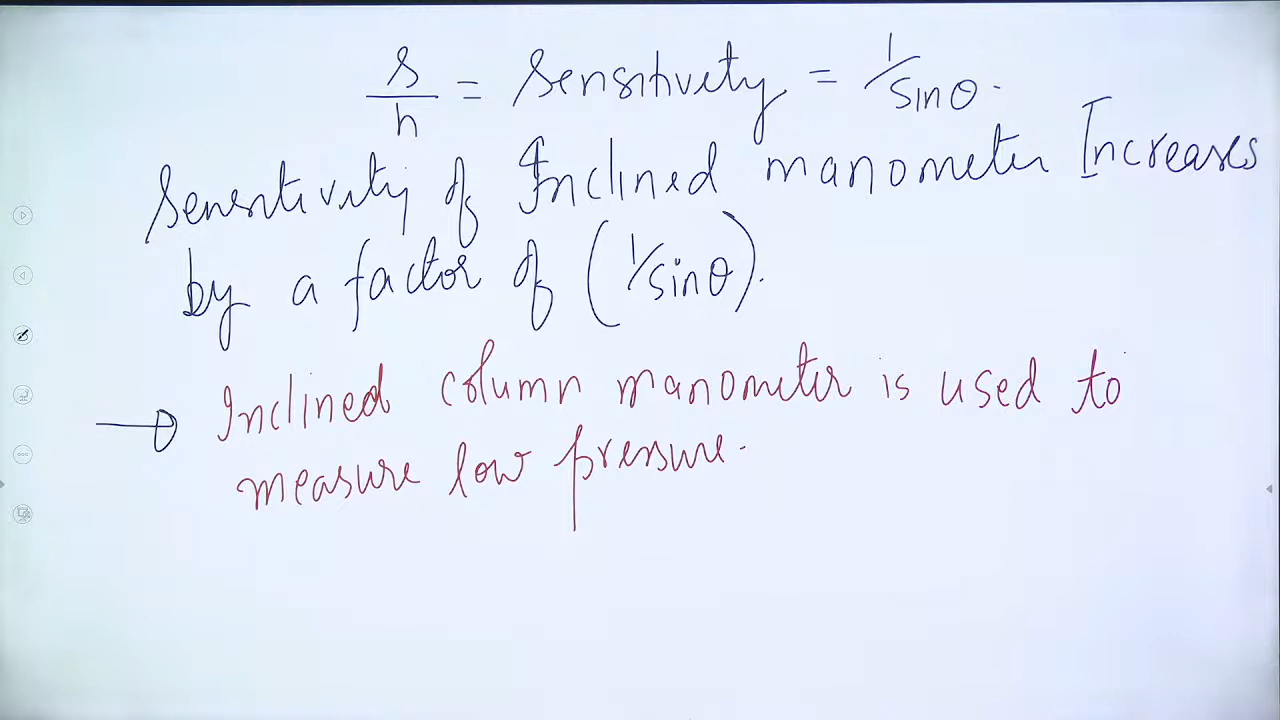 s/h = Sensitivity = 1/sinθ.
Sensitivity of Inclined manometer Increases
by a factor of (1/sinθ).
→ Inclined column manometer is used to
measure low pressure.